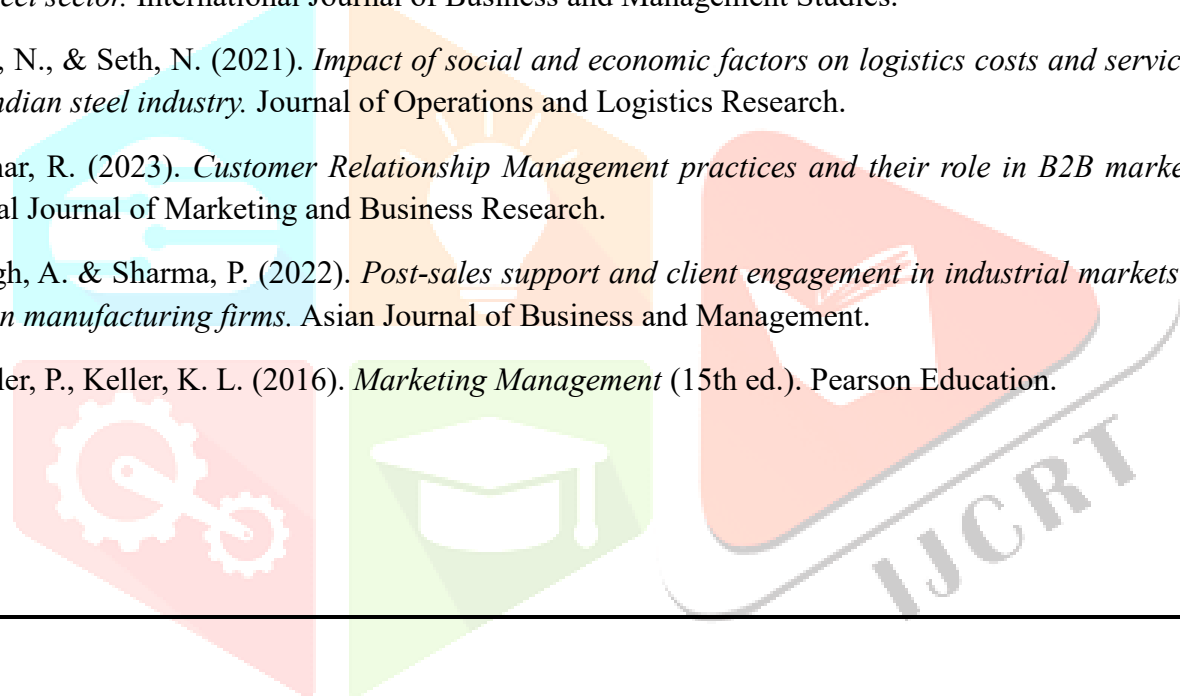 sector. International Journal of Business and Management Studies.
, N., & Seth, N. (2021). Impact of social and economic factors on logistics costs and servic
ndian steel industry. Journal of Operations and Logistics Research.
ar, R. (2023). Customer Relationship Management practices and their role in B2B marke
al Journal of Marketing and Business Research.
gh, A. & Sharma, P. (2022). Post-sales support and client engagement in industrial markets
n manufacturing firms. Asian Journal of Business and Management.
ler, P., Keller, K. L. (2016). Marketing Management (15th ed.). Pearson Education.
IJCRT